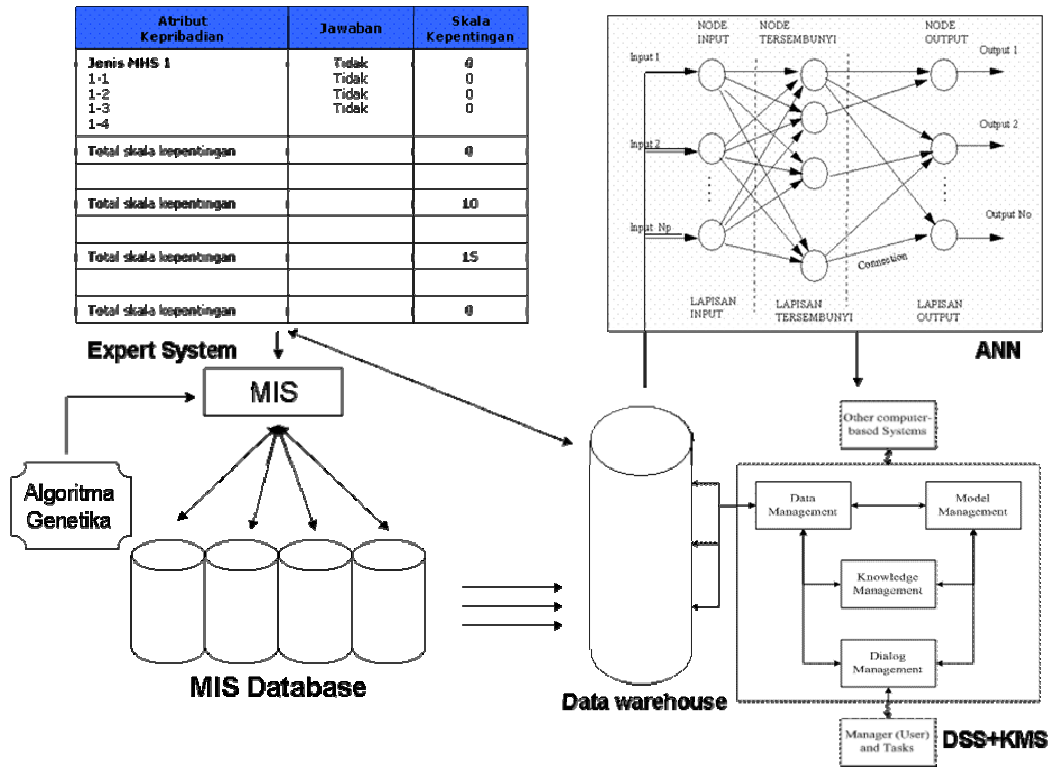 Atribut Kepribadian Jawaban Skala Kepentingan
Jenis MHS 1 Tidak 0
1-1 Tidak 0
1-2 Tidak 0
1-3 Tidak 0
1-4
Total skala kepentingan 0
Total skala kepentingan 10
Total skala kepentingan 15
Total skala kepentingan 0
Expert System
NODE INPUT
NODE TERSEMBUNYI
NODE OUTPUT
Input 1
Output 1
Input 2
Output 2
Input Np
Output No
Connection
LAPISAN INPUT
LAPISAN TERSEMBUNYI
LAPISAN OUTPUT
ANN
MIS
Algoritma
Genetika
MIS Database
Data warehouse
Other computer-
based Systems
Data
Management
Model
Management
Knowledge
Management
Dialog
Management
Manager (User)
and Tasks
DSS+KMS